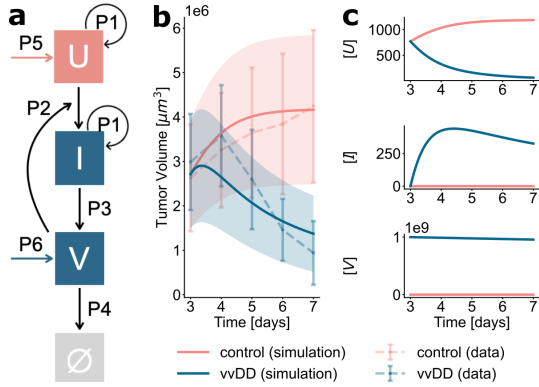 a
P1
P5
U
P2
P1
I
P3
P6
V
P4
∅
b
1e6
Tumor Volume [μm³]
6
5
4
3
2
1
0
3 4 5 6 7
Time [days]
c
[U]
1000
500
3 4 5 6 7
[I]
250
0
3 4 5 6 7
1e9
[V]
1
0
3 4 5 6 7
Time [days]
control (simulation)
vvDD (simulation)
control (data)
vvDD (data)